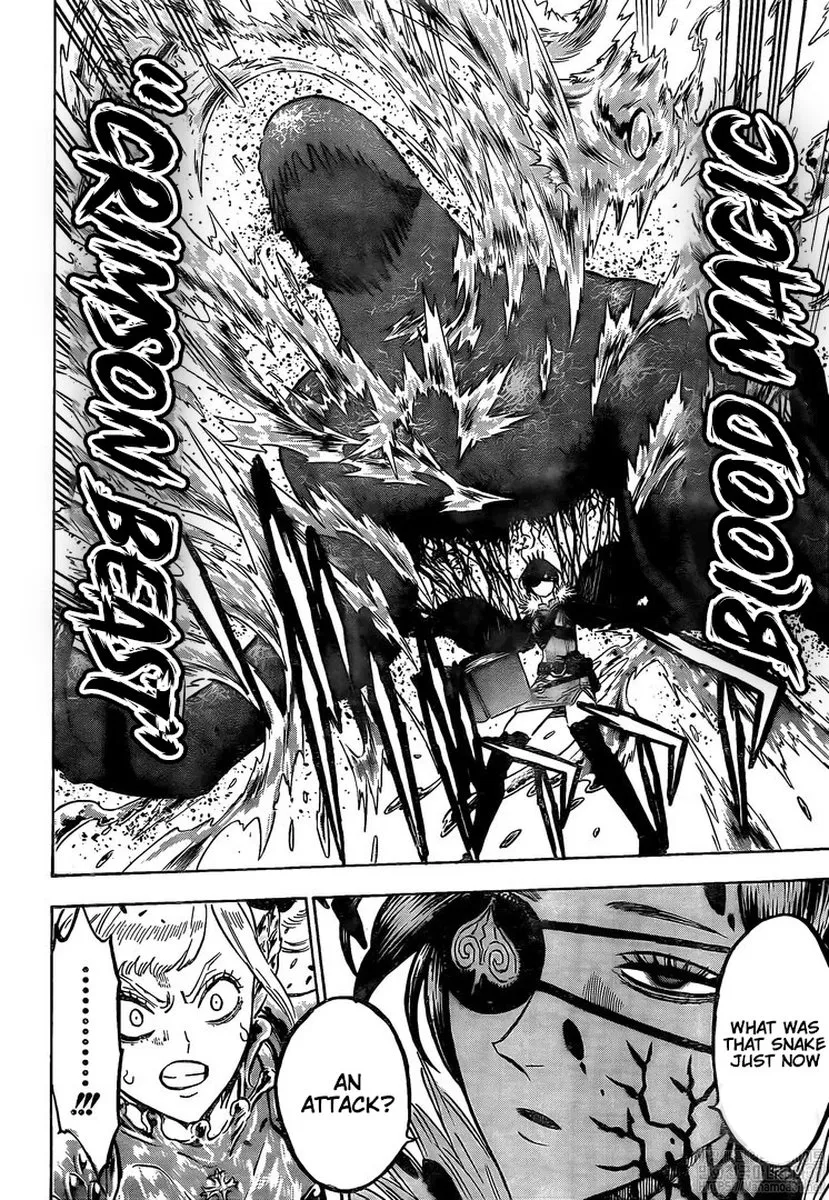 BLOOD MAGIC
"CRIMSON BEAST"
WHAT WAS
THAT SNAKE
JUST NOW
AN
ATTACK?
.........!!!